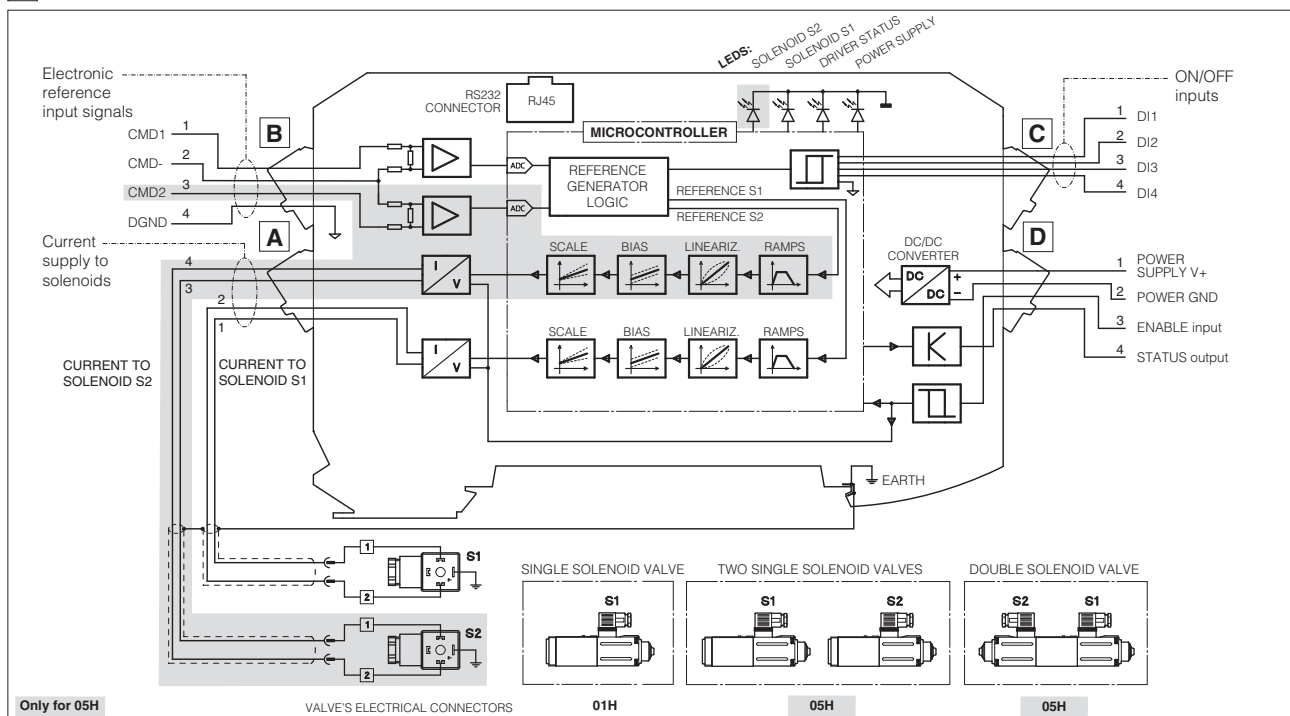 LEDS:
SOLENOID S2
SOLENOID S1
DRIVER STATUS
POWER SUPPLY
Electronic
reference
input signals
RS232
CONNECTOR
RJ45
ON/OFF
inputs
MICROCONTROLLER
B
CMD1 1
CMD- 2
CMD2 3
DGND 4
ADC
ADC
REFERENCE
GENERATOR
LOGIC
REFERENCE S1
REFERENCE S2
C
1 DI1
2 DI2
3 DI3
4 DI4
A
Current
supply to
solenoids
4
3
2
1
I
V
SCALE
BIAS
LINEARIZ.
RAMPS
DC/DC
CONVERTER
DC
DC
+
–
D
1 POWER
SUPPLY V+
2 POWER GND
3 ENABLE input
4 STATUS output
I
V
SCALE
BIAS
LINEARIZ.
RAMPS
CURRENT TO
SOLENOID S2
CURRENT TO
SOLENOID S1
EARTH
1
2
S1
1
2
S2
SINGLE SOLENOID VALVE
S1
TWO SINGLE SOLENOID VALVES
S1
S2
DOUBLE SOLENOID VALVE
S2
S1
Only for 05H
VALVE'S ELECTRICAL CONNECTORS
01H
05H
05H